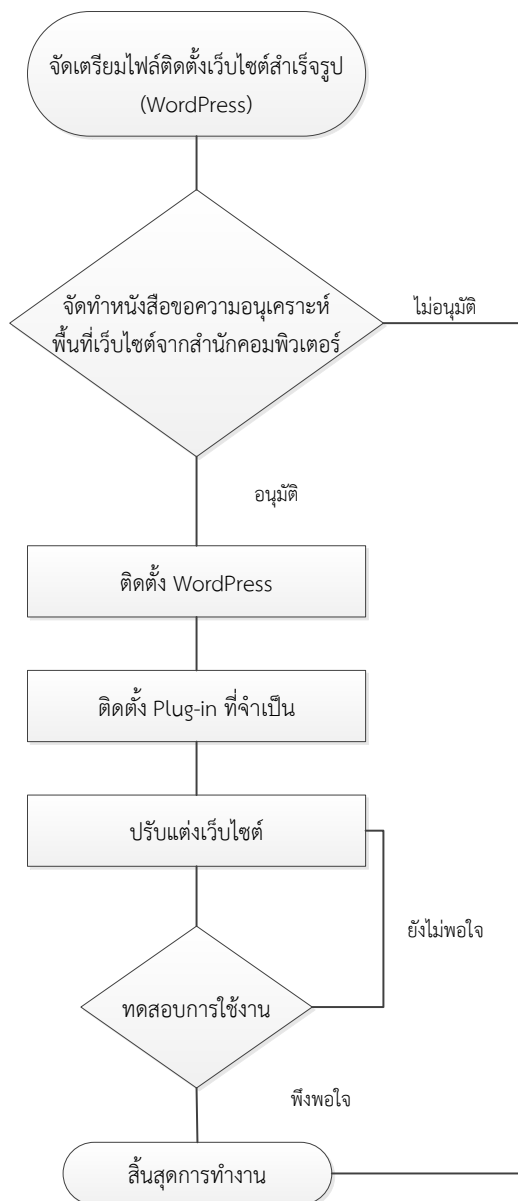 จัดเตรียมไฟล์ติดตั้งเว็บไซต์สำเร็จรูป
(WordPress)
จัดทำหนังสือขอความอนุเคราะห์
พื้นที่เว็บไซต์จากสำนักคอมพิวเตอร์
ไม่อนุมัติ
อนุมัติ
ติดตั้ง WordPress
ติดตั้ง Plug-in ที่จำเป็น
ปรับแต่งเว็บไซต์
ยังไม่พอใจ
ทดสอบการใช้งาน
พึงพอใจ
สิ้นสุดการทำงาน